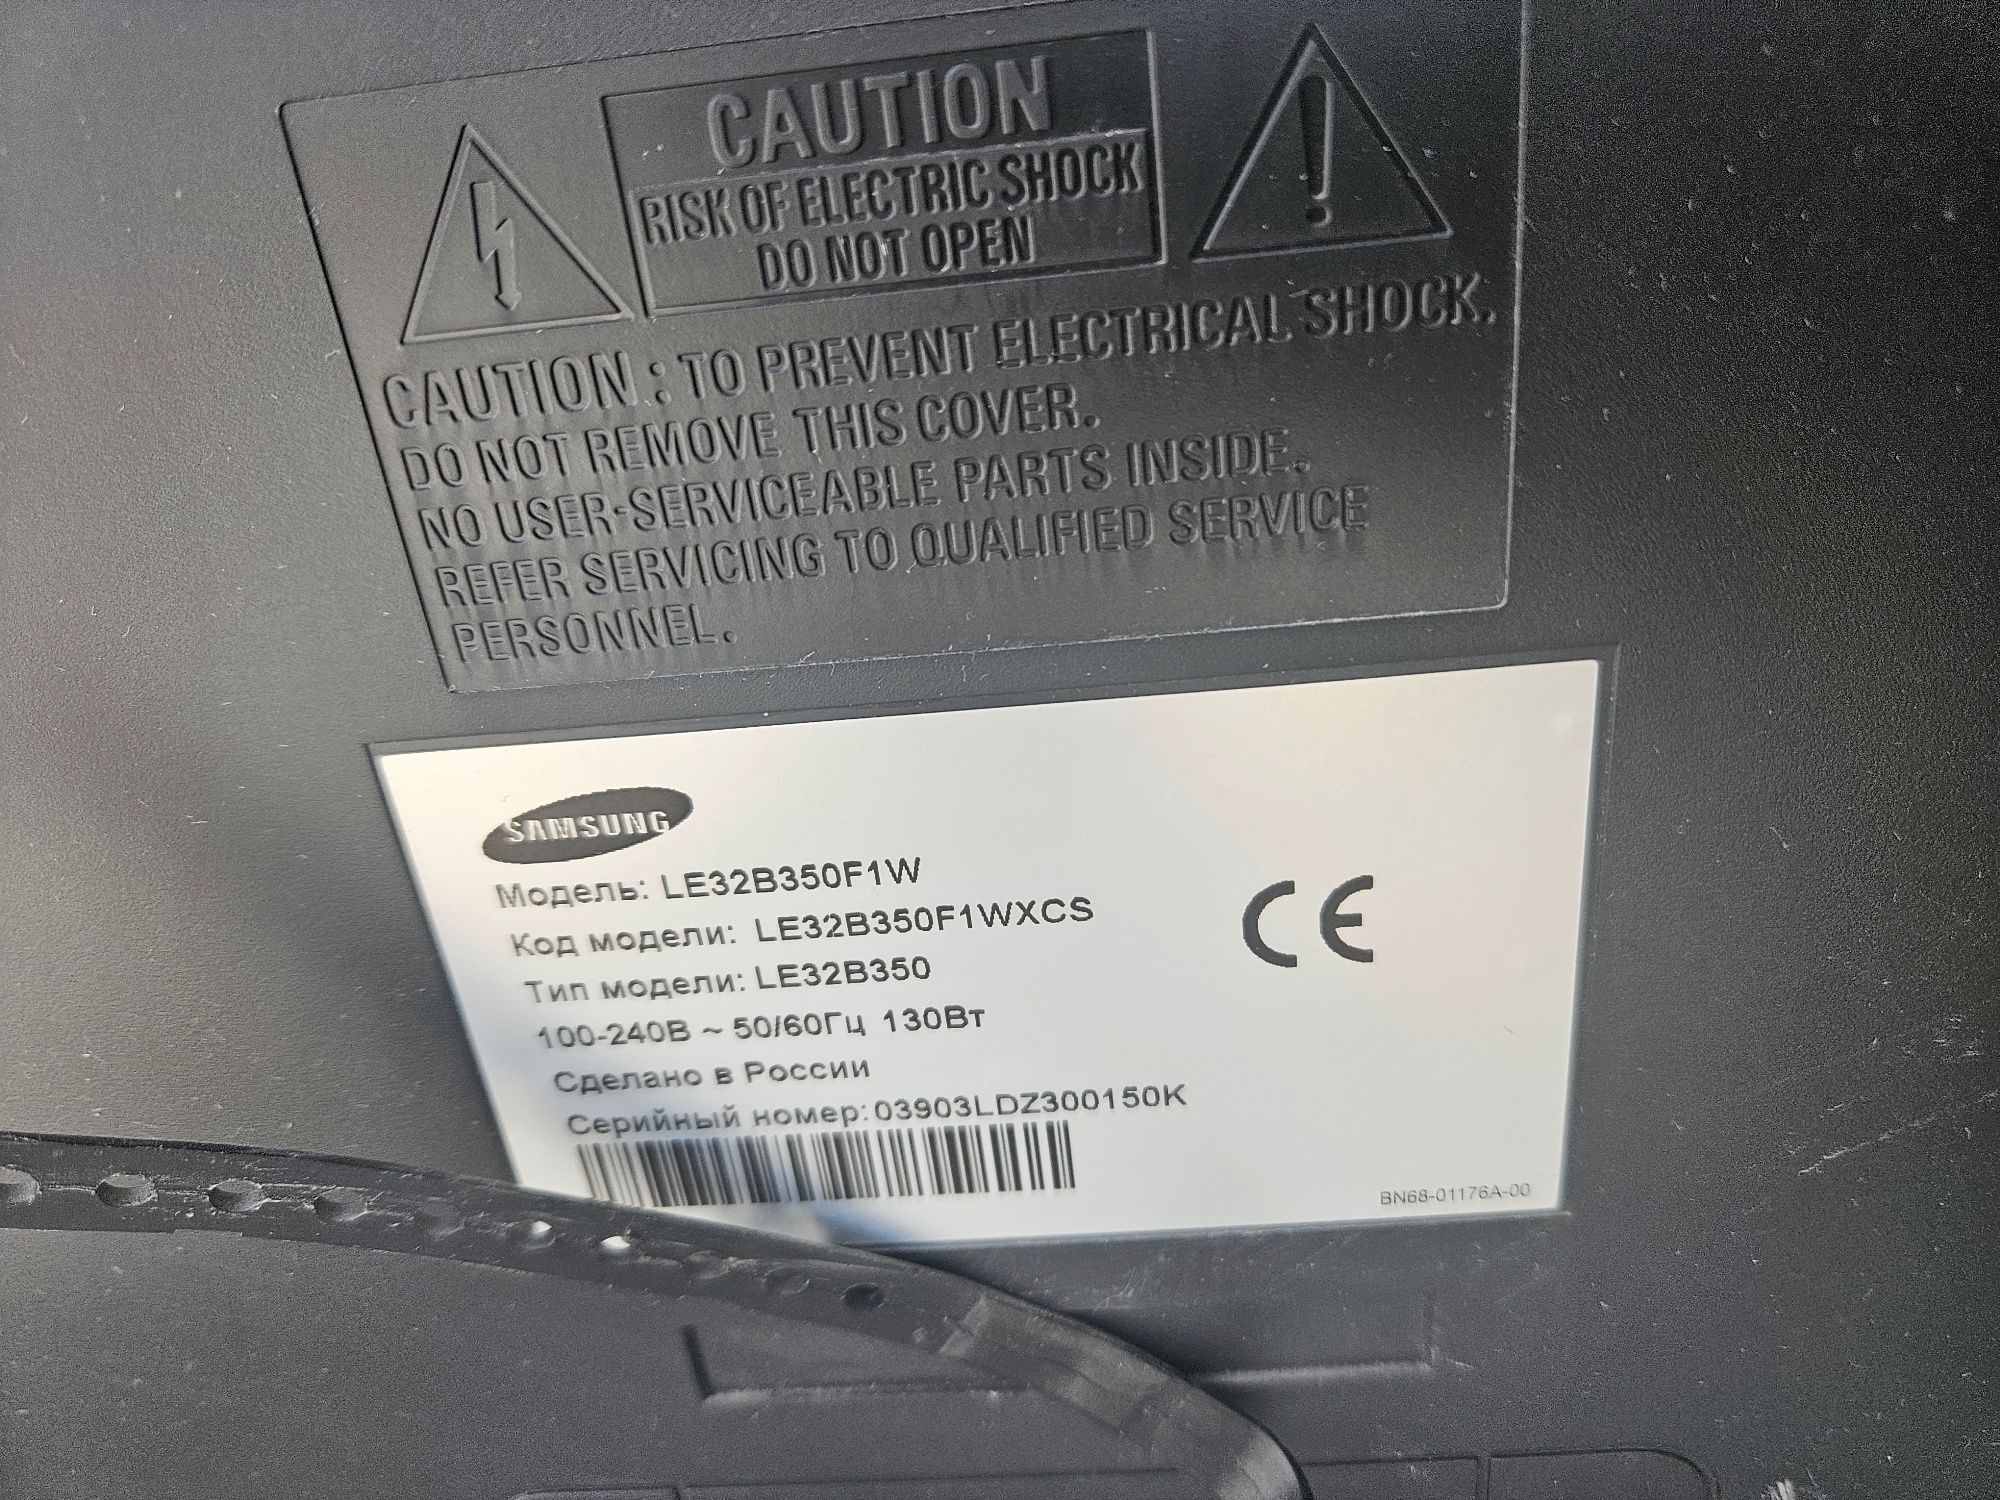 CAUTION
RISK OF ELECTRIC SHOCK
DO NOT OPEN
CAUTION : TO PREVENT ELECTRICAL SHOCK.
DO NOT REMOVE THIS COVER.
NO USER-SERVICEABLE PARTS INSIDE.
REFER SERVICING TO QUALIFIED SERVICE
PERSONNEL.
SAMSUNG
Модель: LE32B350F1W
Код модели: LE32B350F1WXCS
Тип модели: LE32B350
100-240В ~ 50/60Гц 130Вт
Сделано в России
Серийный номер: 03903LDZ300150K
CE
BN68-01176A-00